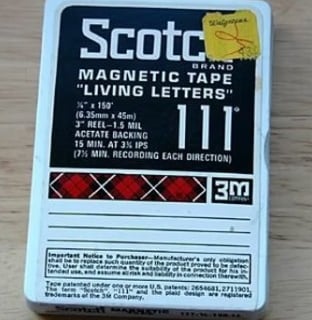 Walgreens
Scotch
BRAND
MAGNETIC TAPE
"LIVING LETTERS"
¼" x 150'
(6.35mm x 45m)
3" REEL-1.5 MIL
ACETATE BACKING
15 MIN. AT 3¾ IPS
(7½ MIN. RECORDING EACH DIRECTION)
111
3M
COMPANY
Important Notice to Purchaser-Manufacturer's only obligation
shall be to replace such quantity of the product proved to be defec-
tive. User shall determine the suitability of the product for his in-
tended use, and assume all risk and liability in connection therewith.
Tape patented under one or more U.S. patents: 2654681, 2711901.
The term "Scotch", "111" and the plaid design are registered
trademarks of the 3M Company.
Scotch
MAGNETIC